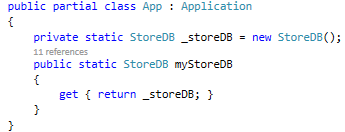 public partial class App : Application
{
private static StoreDB _storeDB = new StoreDB();
11 references
public static StoreDB myStoreDB
{
get { return _storeDB; }
}
}